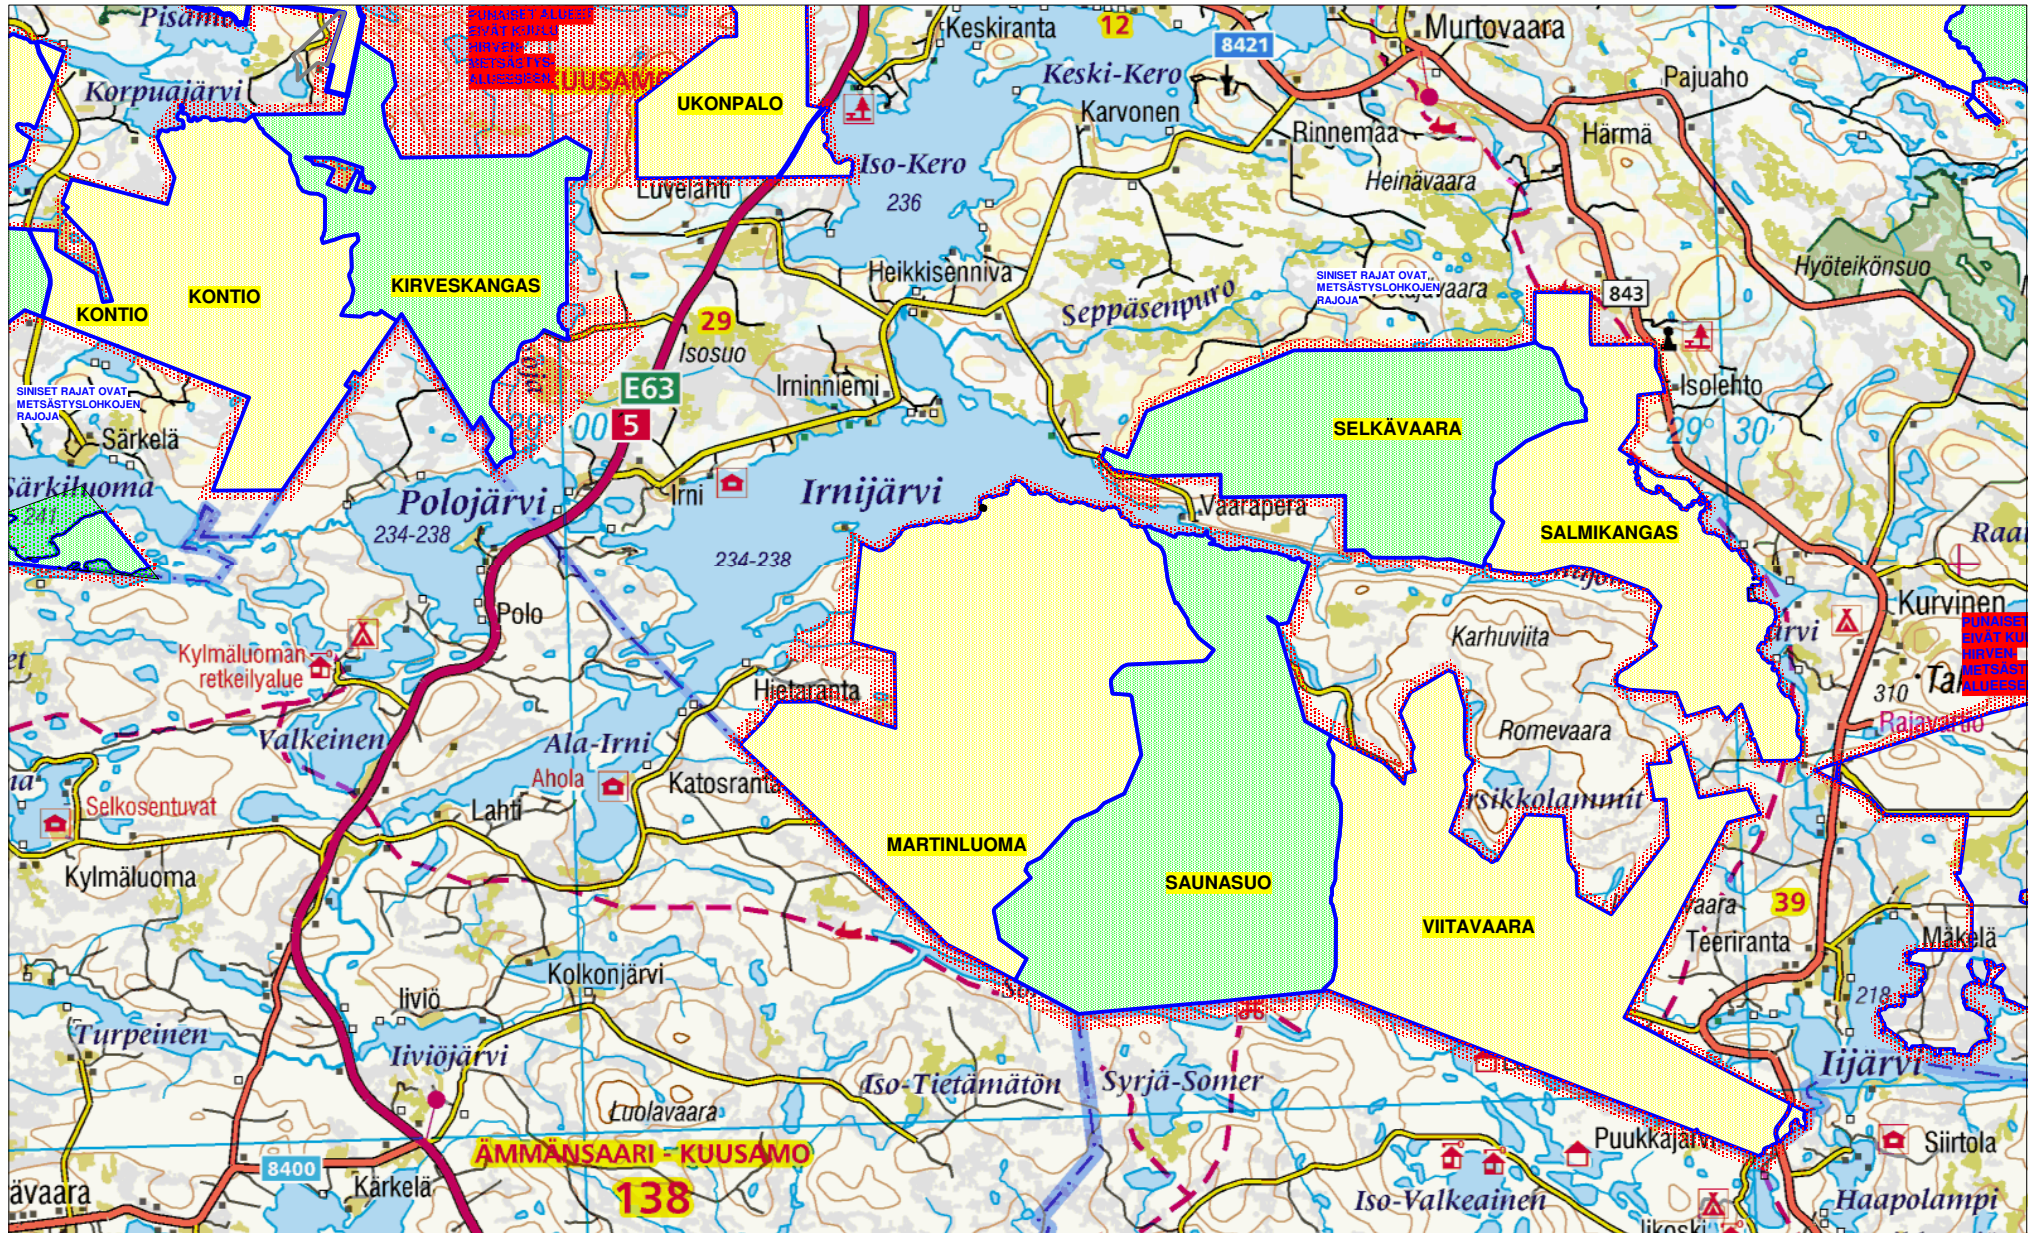 Keskiranta
12
8421
Murtovaara
PUNAISET ALUEET
EIVÄT KUULU
HIRVEN-
METSÄSTYS-
ALUEESEEN.
Korpuajärvi
UKONPALO
Keski-Kero
Karvonen
Pajuaho
Rinnemaa
Härmä
Iso-Kero
236
Luvelahti
Heinävaara
KIRVESKANGAS
KONTIO
KONTIO
Heikkisenniva
Seppäsenpuro
SINISET RAJAT OVAT
METSÄSTYSLOHKOJEN
RAJOJA
Hyöteikönsuo
843
29
Isosuo
E63
5
Irninniemi
Isolehto
SELKÄVAARA
29° 30'
SINISET RAJAT OVAT
METSÄSTYSLOHKOJEN
RAJOJA
Särkelä
Särkiluoma
241
Polojärvi
234-238
Irni
Irnijärvi
234-238
Vaarapera
SALMIKANGAS
Polo
Kurvinen
Karhuviita
Kylmäluoman
retkeilyalue
Hietaranta
310
Rajavartio
Romevaara
Valkeinen
Ala-Irni
Ahola
Katosranta
Selkosentuvat
Lahti
MARTINLUOMA
Kylmäluoma
SAUNASUO
VIITAVAARA
39
Teeriranta
Mäkelä
Kolkonjärvi
Iiviö
218
Turpeinen
Iiviöjärvi
Iso-Tietämätön
Syrjä-Somer
Iijärvi
Luolavaara
ÄMMÄNSAARI - KUUSAMO
138
Puukkajärvi
Siirtola
8400
Kärkelä
Iso-Valkeainen
Haapolampi